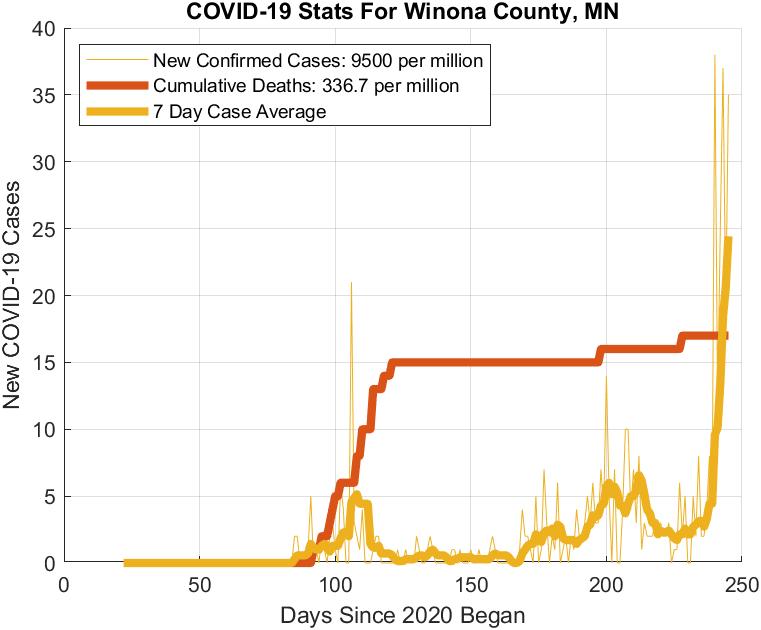 COVID-19 Stats For Winona County, MN
New Confirmed Cases: 9500 per million
Cumulative Deaths: 336.7 per million
7 Day Case Average
New COVID-19 Cases
40
35
30
25
20
15
10
5
0
0 50 100 150 200 250
Days Since 2020 Began